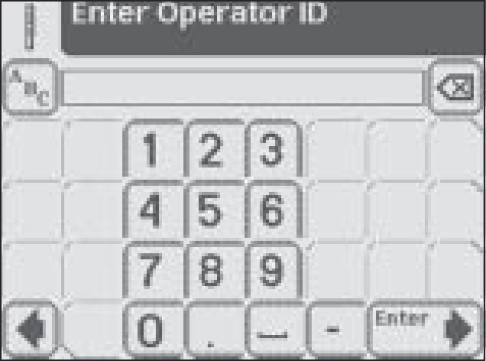 Enter Operator ID
ABC
1 2 3
4 5 6
7 8 9
0 . ⎵ - Enter